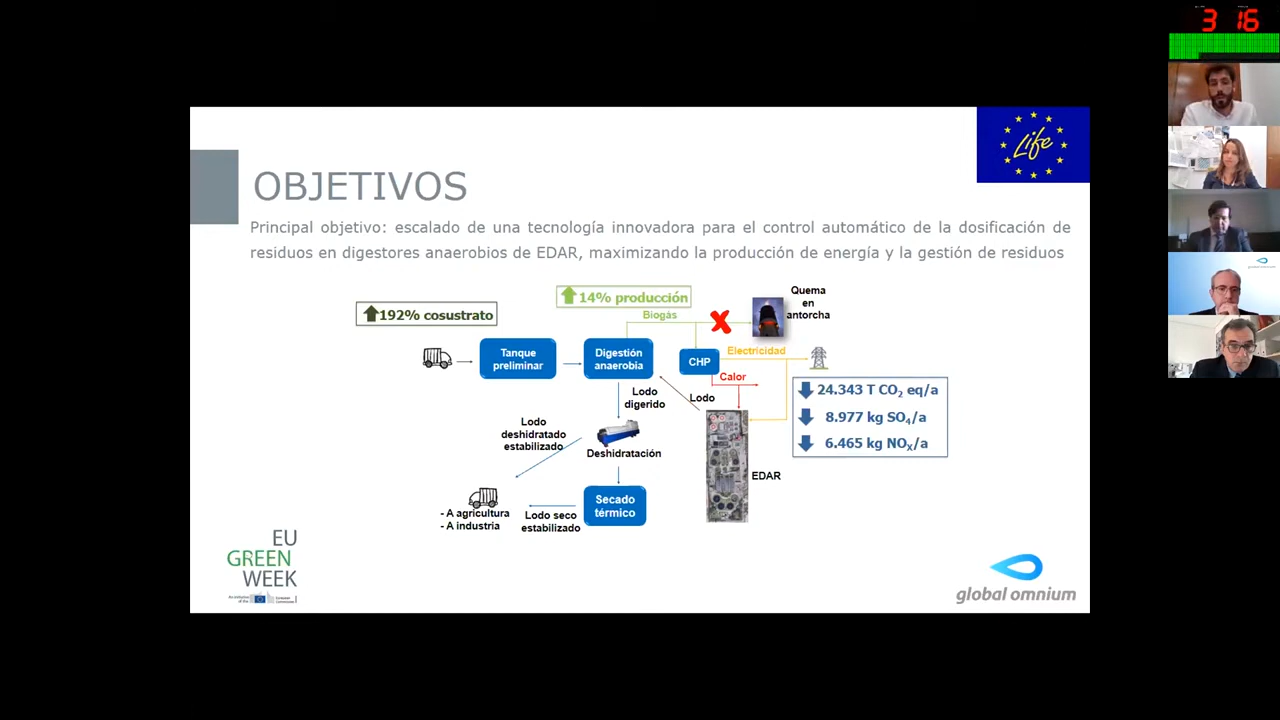 3 16
Life
OBJETIVOS
Principal objetivo: escalado de una tecnología innovadora para el control automático de la dosificación de
residuos en digestores anaerobios de EDAR, maximizando la producción de energía y la gestión de residuos
192% cosustrato
14% producción
Biogás
Quema
en
antorcha
Tanque
preliminar
Digestión
anaerobia
CHP
Electricidad
Calor
Lodo
digerido
Lodo
24.343 T CO₂ eq/a
8.977 kg SO₄/a
6.465 kg NOₓ/a
Lodo
deshidratado
estabilizado
Deshidratación
EDAR
Secado
térmico
Lodo seco
estabilizado
- A agricultura
- A industria
EU
GREEN
WEEK
global omnium
global omnium